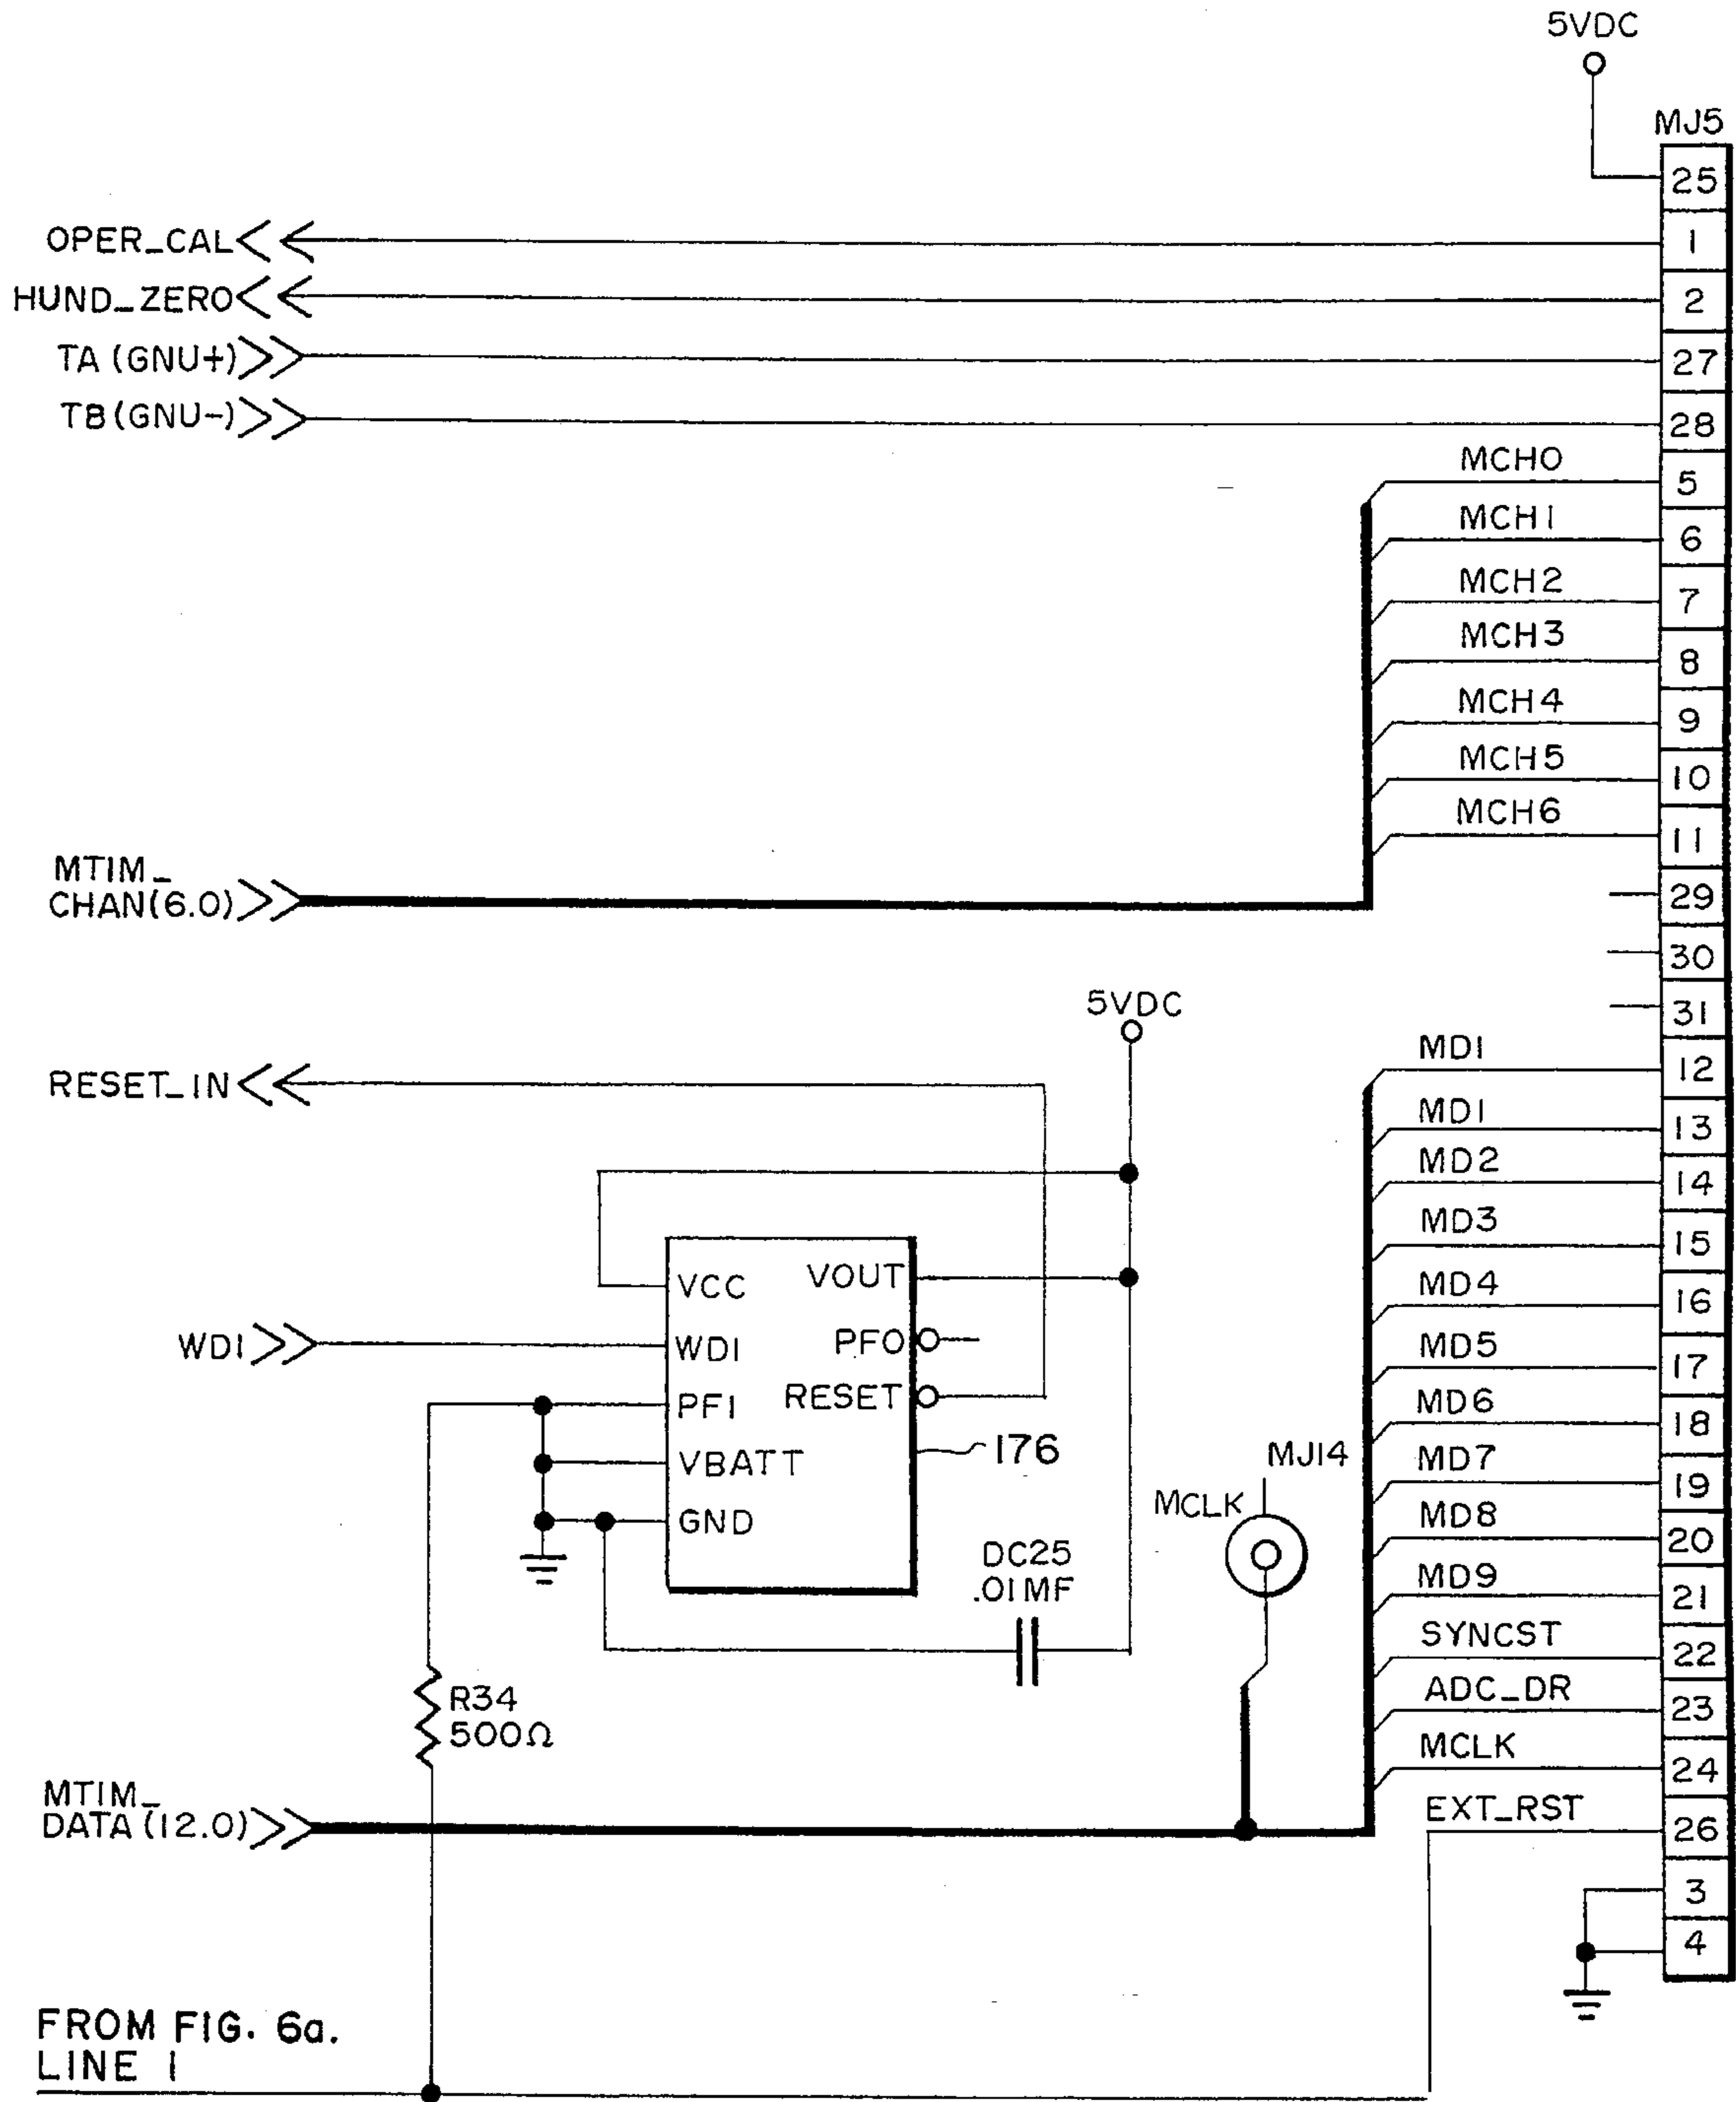 5VDC
MJ5
25
OPER_CAL
1
HUND_ZERO
2
TA (GNU+)
27
TB (GNU-)
28
MCH0
5
MCH1
6
MCH2
7
MCH3
8
MCH4
9
MCH5
10
MCH6
11
MTIM_
CHAN(6.0)
29
30
31
5VDC
RESET_IN
MD1
12
MD1
13
MD2
14
MD3
15
MD4
16
MD5
17
MD6
18
MD7
19
MD8
20
MD9
21
SYNCST
22
ADC_DR
23
MCLK
24
EXT_RST
26
3
4
VCC
VOUT
WDI
WDI
PFO
PFI
RESET
VBATT
176
GND
MJ14
MCLK
DC25
.01MF
R34
500Ω
MTIM_
DATA (12.0)
FROM FIG. 6a.
LINE 1